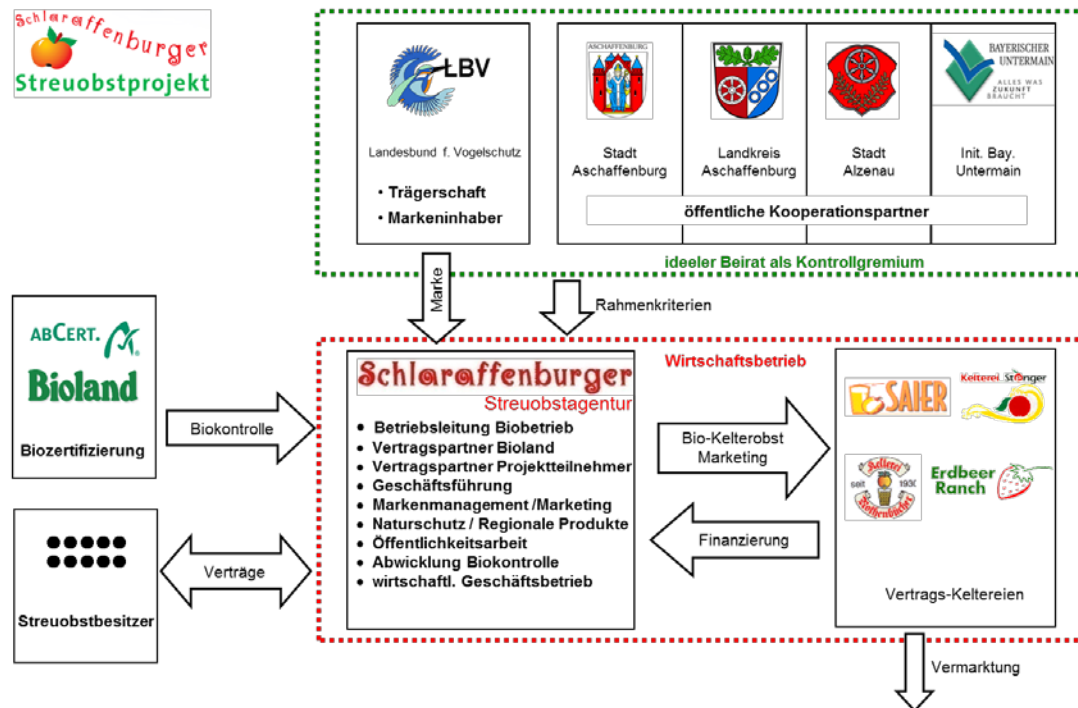 Schlaraffenburger
Streuobstprojekt
LBV
Landesbund f. Vogelschutz
• Trägerschaft
• Markeninhaber
ASCHAFFENBURG
Stadt
Aschaffenburg
Landkreis
Aschaffenburg
Stadt
Alzenau
BAYERISCHER
UNTERMAIN
ALLES WAS
ZUKUNFT
BRAUCHT
Init. Bay.
Untermain
öffentliche Kooperationspartner
ideeler Beirat als Kontrollgremium
Marke
Rahmenkriterien
ABCERT.
Bioland
Biozertifizierung
Biokontrolle
Streuobstbesitzer
Verträge
Wirtschaftsbetrieb
Schlaraffenburger
Streuobstagentur
• Betriebsleitung Biobetrieb
• Vertragspartner Bioland
• Vertragspartner Projektteilnehmer
• Geschäftsführung
• Markenmanagement /Marketing
• Naturschutz / Regionale Produkte
• Öffentlichkeitsarbeit
• Abwicklung Biokontrolle
• wirtschaftl. Geschäftsbetrieb
Bio-Kelterobst
Marketing
Finanzierung
SAIER
Kelterei Stenger
Kelterei
seit 1930
Rothenbücher
Erdbeer
Ranch
Vertrags-Keltereien
Vermarktung